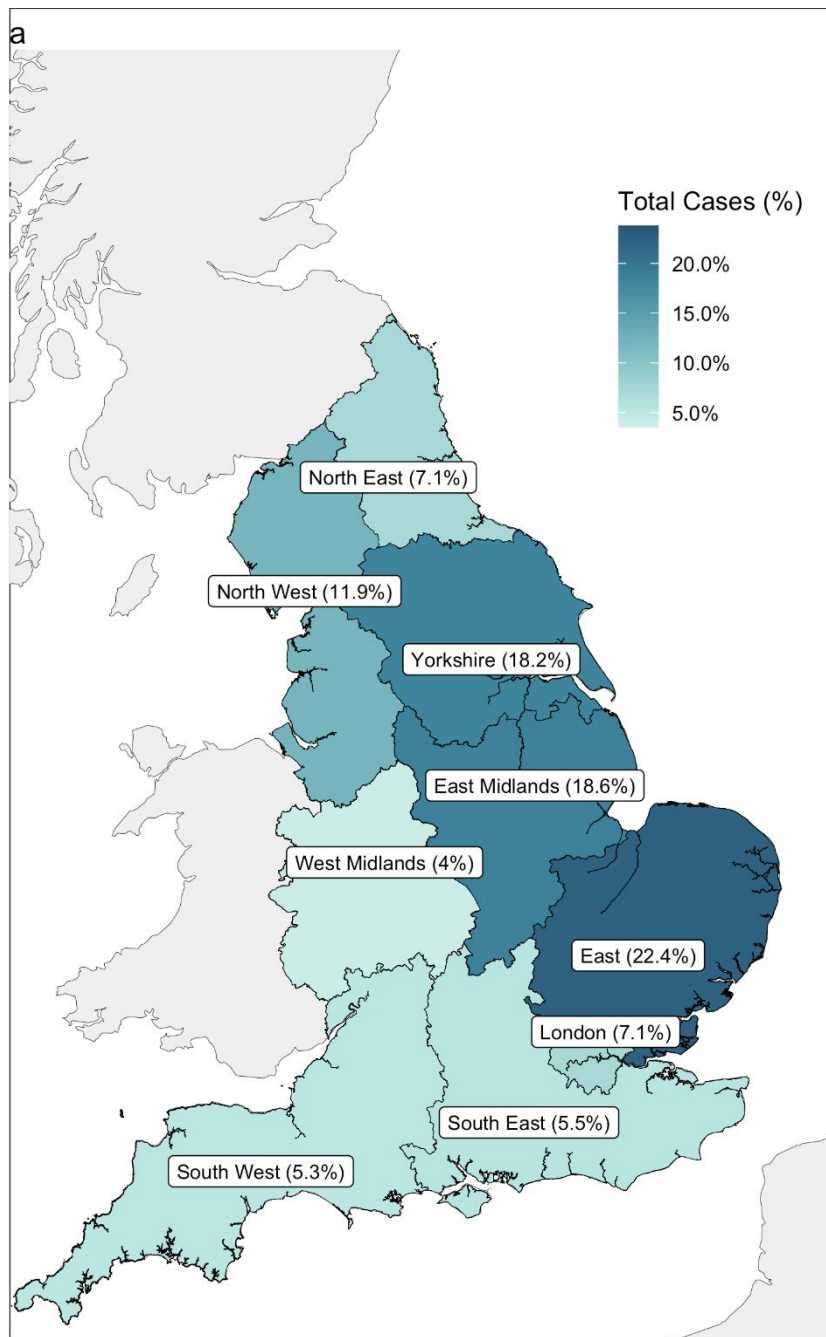 a
Total Cases (%)
20.0%
15.0%
10.0%
5.0%
North East (7.1%)
North West (11.9%)
Yorkshire (18.2%)
East Midlands (18.6%)
West Midlands (4%)
East (22.4%)
London (7.1%)
South East (5.5%)
South West (5.3%)